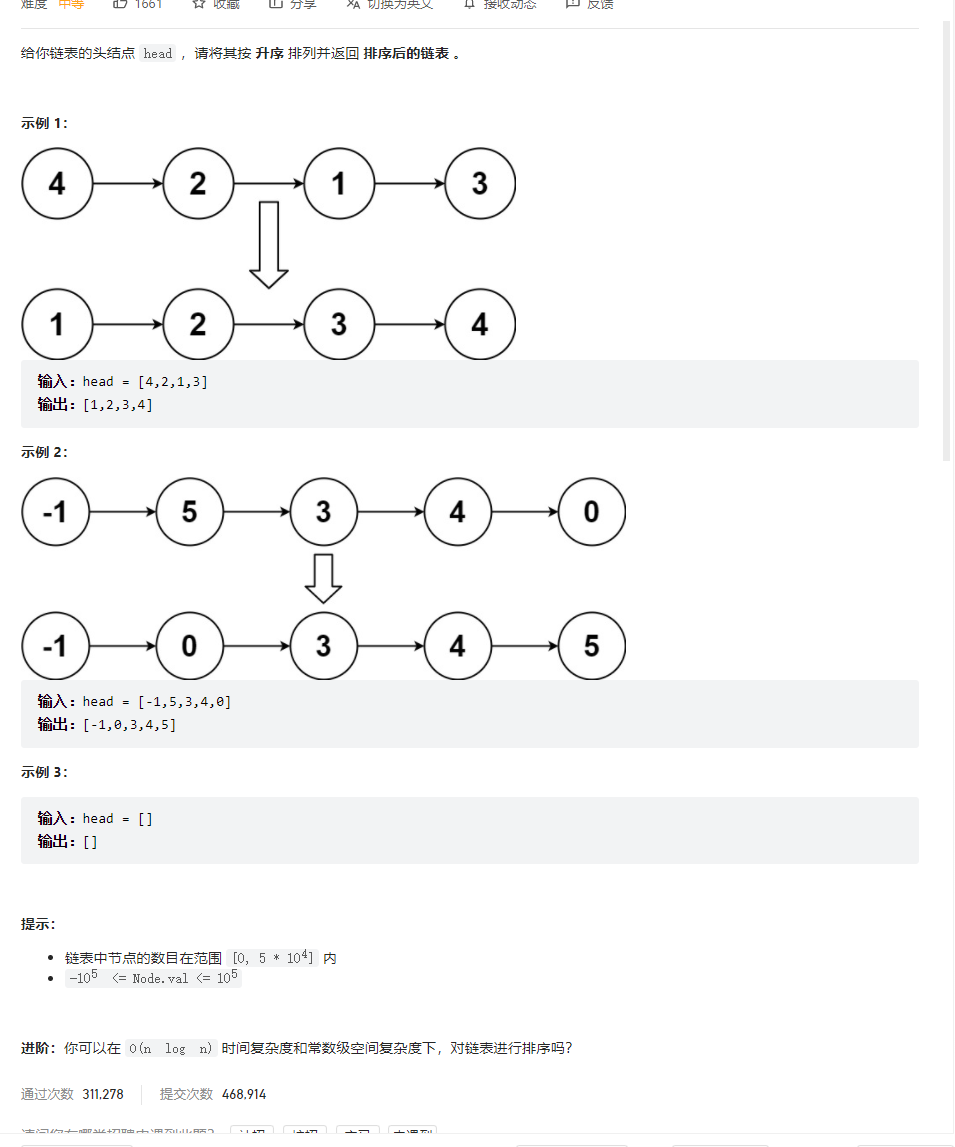 难度 中等 1661 收藏 分享 切换为英文 接收动态 反馈
给你链表的头结点 head ，请将其按 升序 排列并返回 排序后的链表 。
示例 1：
4 2 1 3
1 2 3 4
输入：head = [4,2,1,3]
输出：[1,2,3,4]
示例 2：
-1 5 3 4 0
-1 0 3 4 5
输入：head = [-1,5,3,4,0]
输出：[-1,0,3,4,5]
示例 3：
输入：head = []
输出：[]
提示：
链表中节点的数目在范围 [0, 5 * 10⁴] 内
-10⁵ <= Node.val <= 10⁵
进阶：你可以在 O(n log n) 时间复杂度和常数级空间复杂度下，对链表进行排序吗？
通过次数 311,278 提交次数 468,914